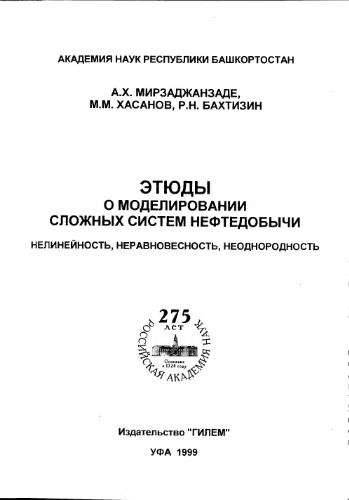 АКАДЕМИЯ НАУК РЕСПУБЛИКИ БАШКОРТОСТАН
А.Х. МИРЗАДЖАНЗАДЕ,
М.М. ХАСАНОВ, Р.Н. БАХТИЗИН
ЭТЮДЫ
О МОДЕЛИРОВАНИИ
СЛОЖНЫХ СИСТЕМ НЕФТЕДОБЫЧИ
НЕЛИНЕЙНОСТЬ, НЕРАВНОВЕСНОСТЬ, НЕОДНОРОДНОСТЬ
275
ЛЕТ
РОССИЙСКАЯ АКАДЕМИЯ НАУК
Основана
в 1724 году
Издательство "ГИЛЕМ"
УФА 1999